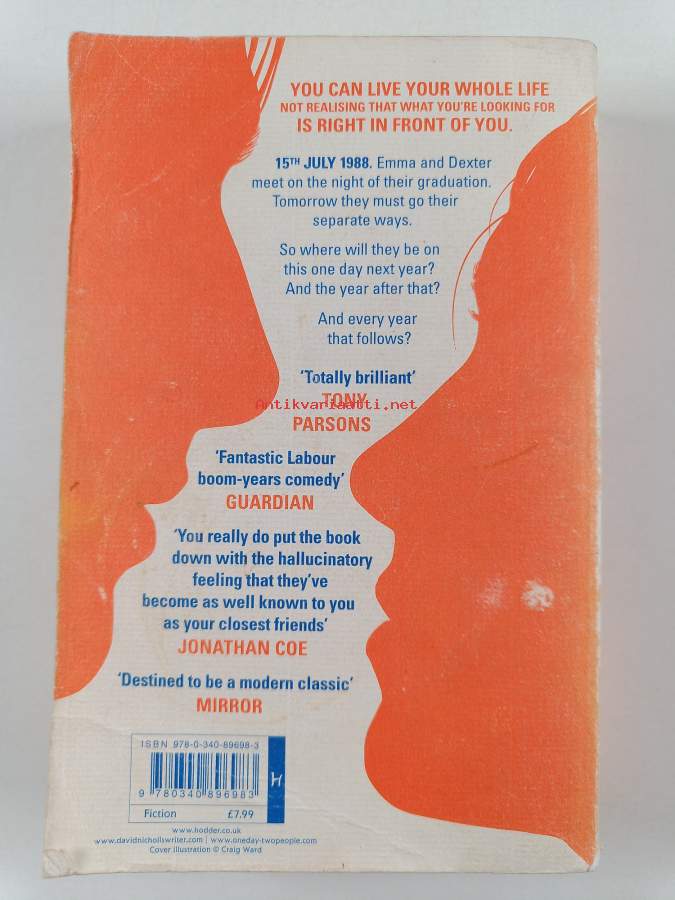 YOU CAN LIVE YOUR WHOLE LIFE
NOT REALISING THAT WHAT YOU'RE LOOKING FOR
IS RIGHT IN FRONT OF YOU.
15TH JULY 1988. Emma and Dexter
meet on the night of their graduation.
Tomorrow they must go their
separate ways.
So where will they be on
this one day next year?
And the year after that?
And every year
that follows?
'Totally brilliant'
TONY
Antikvariaatti.net
PARSONS
'Fantastic Labour
boom-years comedy'
GUARDIAN
'You really do put the book
down with the hallucinatory
feeling that they've
become as well known to you
as your closest friends'
JONATHAN COE
'Destined to be a modern classic'
MIRROR
ISBN 978-0-340-89698-3
9 780340 896983
H
Fiction £7.99
www.hodder.co.uk
www.davidnichollswriter.com | www.oneday-twopeople.com
Cover illustration © Craig Ward